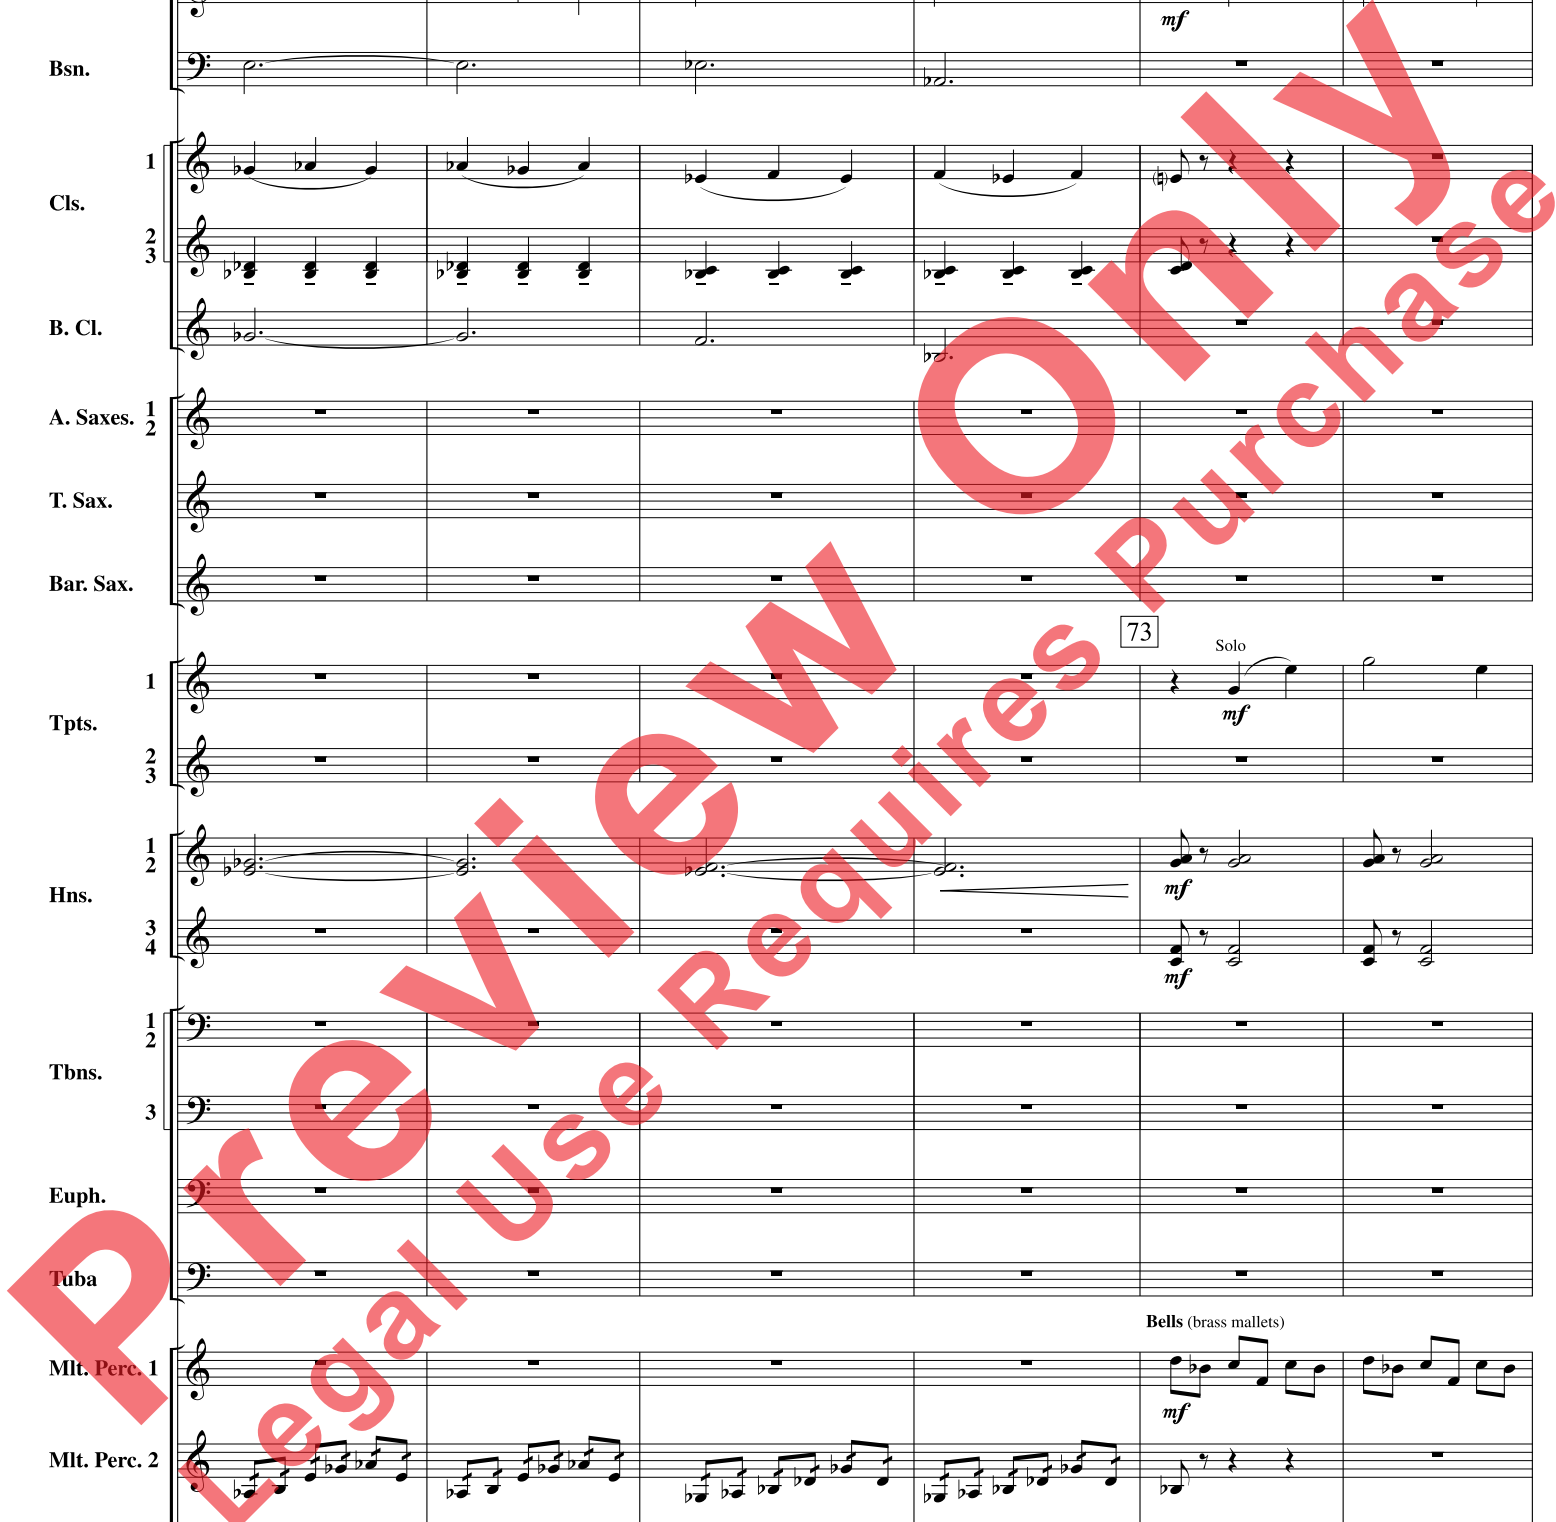 mf
Bsn.
1
Cls.
2
3
B. Cl.
A. Saxes. 1
2
T. Sax.
Bar. Sax.
73
Solo
1
mf
Tpts.
2
3
1
2
mf
Hns.
3
4
mf
1
2
Tbns.
3
Euph.
Tuba
Bells (brass mallets)
Mlt. Perc. 1
mf
Mlt. Perc. 2
Preview Only
Legal Use Requires Purchase